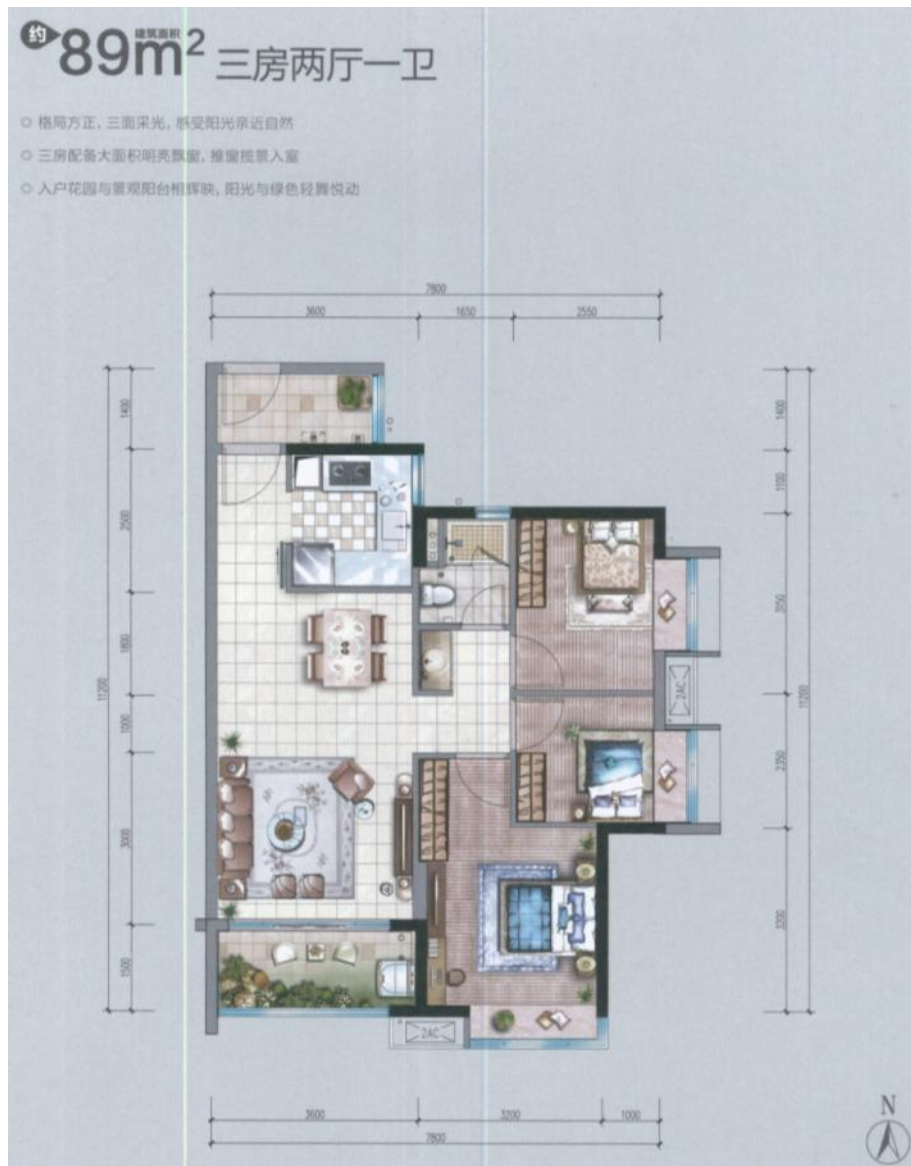 约
建筑面积
89m²
三房两厅一卫
格局方正, 三面采光, 感受阳光亲近自然
三房配备大面积明亮飘窗, 推窗揽景入室
入户花园与景观阳台相辉映, 阳光与绿色轻舞悦动
7800
3600 1650 2550
1400
2500
1800
1000
3000
1500
11200
1400
1100
3150
2350
3200
11200
2AC
2AC
3600 3200 1000
7800
N